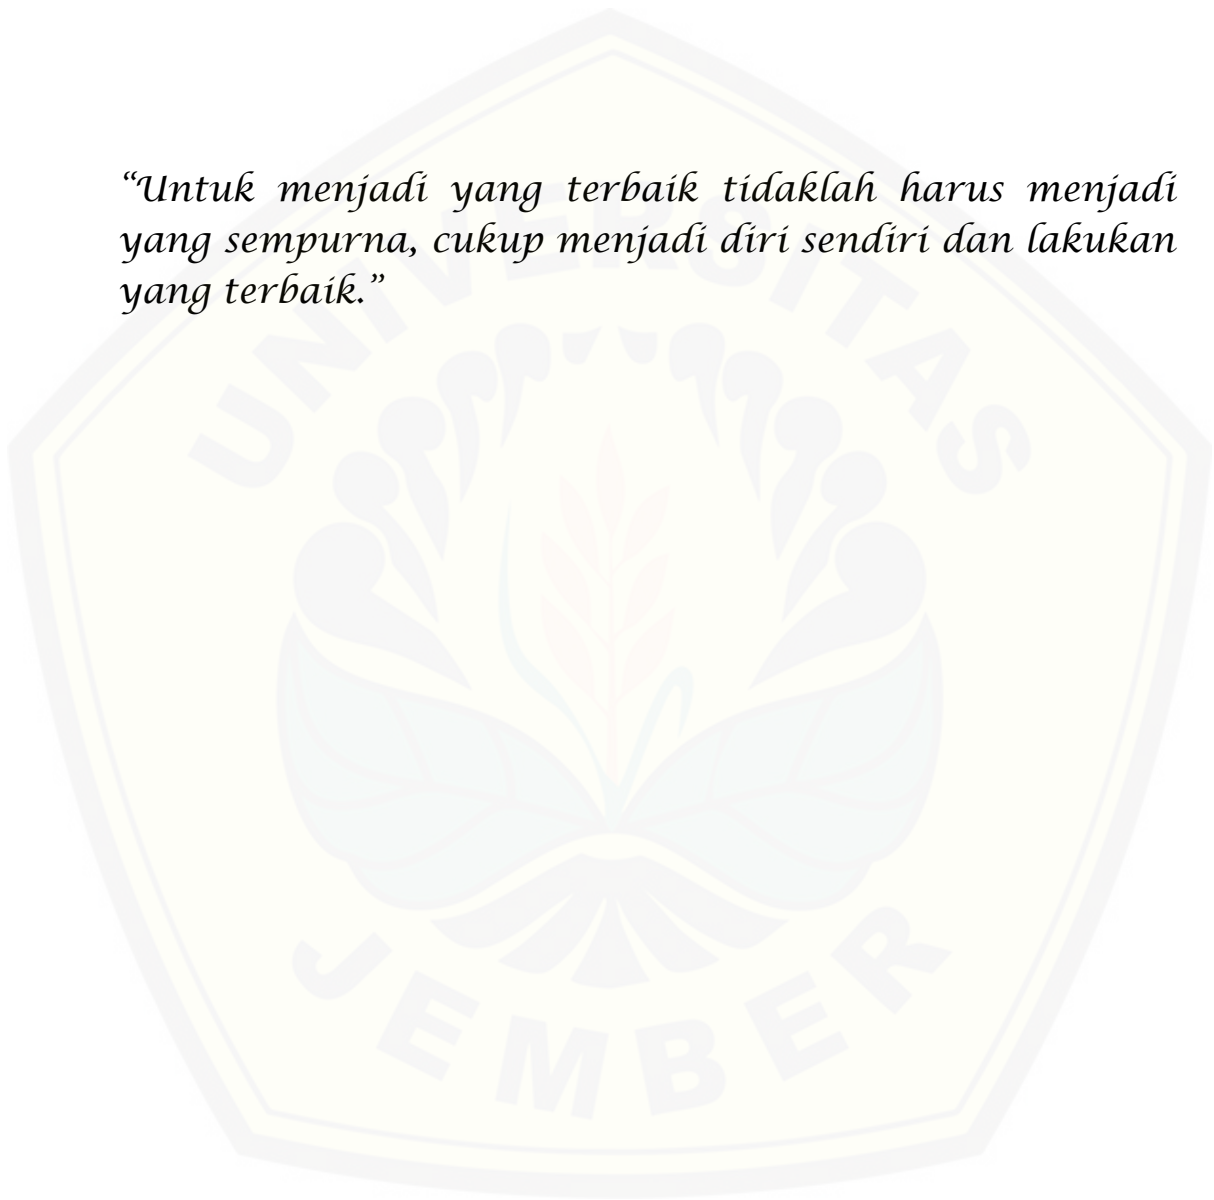 “Untuk menjadi yang terbaik tidaklah harus menjadi
yang sempurna, cukup menjadi diri sendiri dan lakukan
yang terbaik.”
UNIVERSITAS
JEMBER